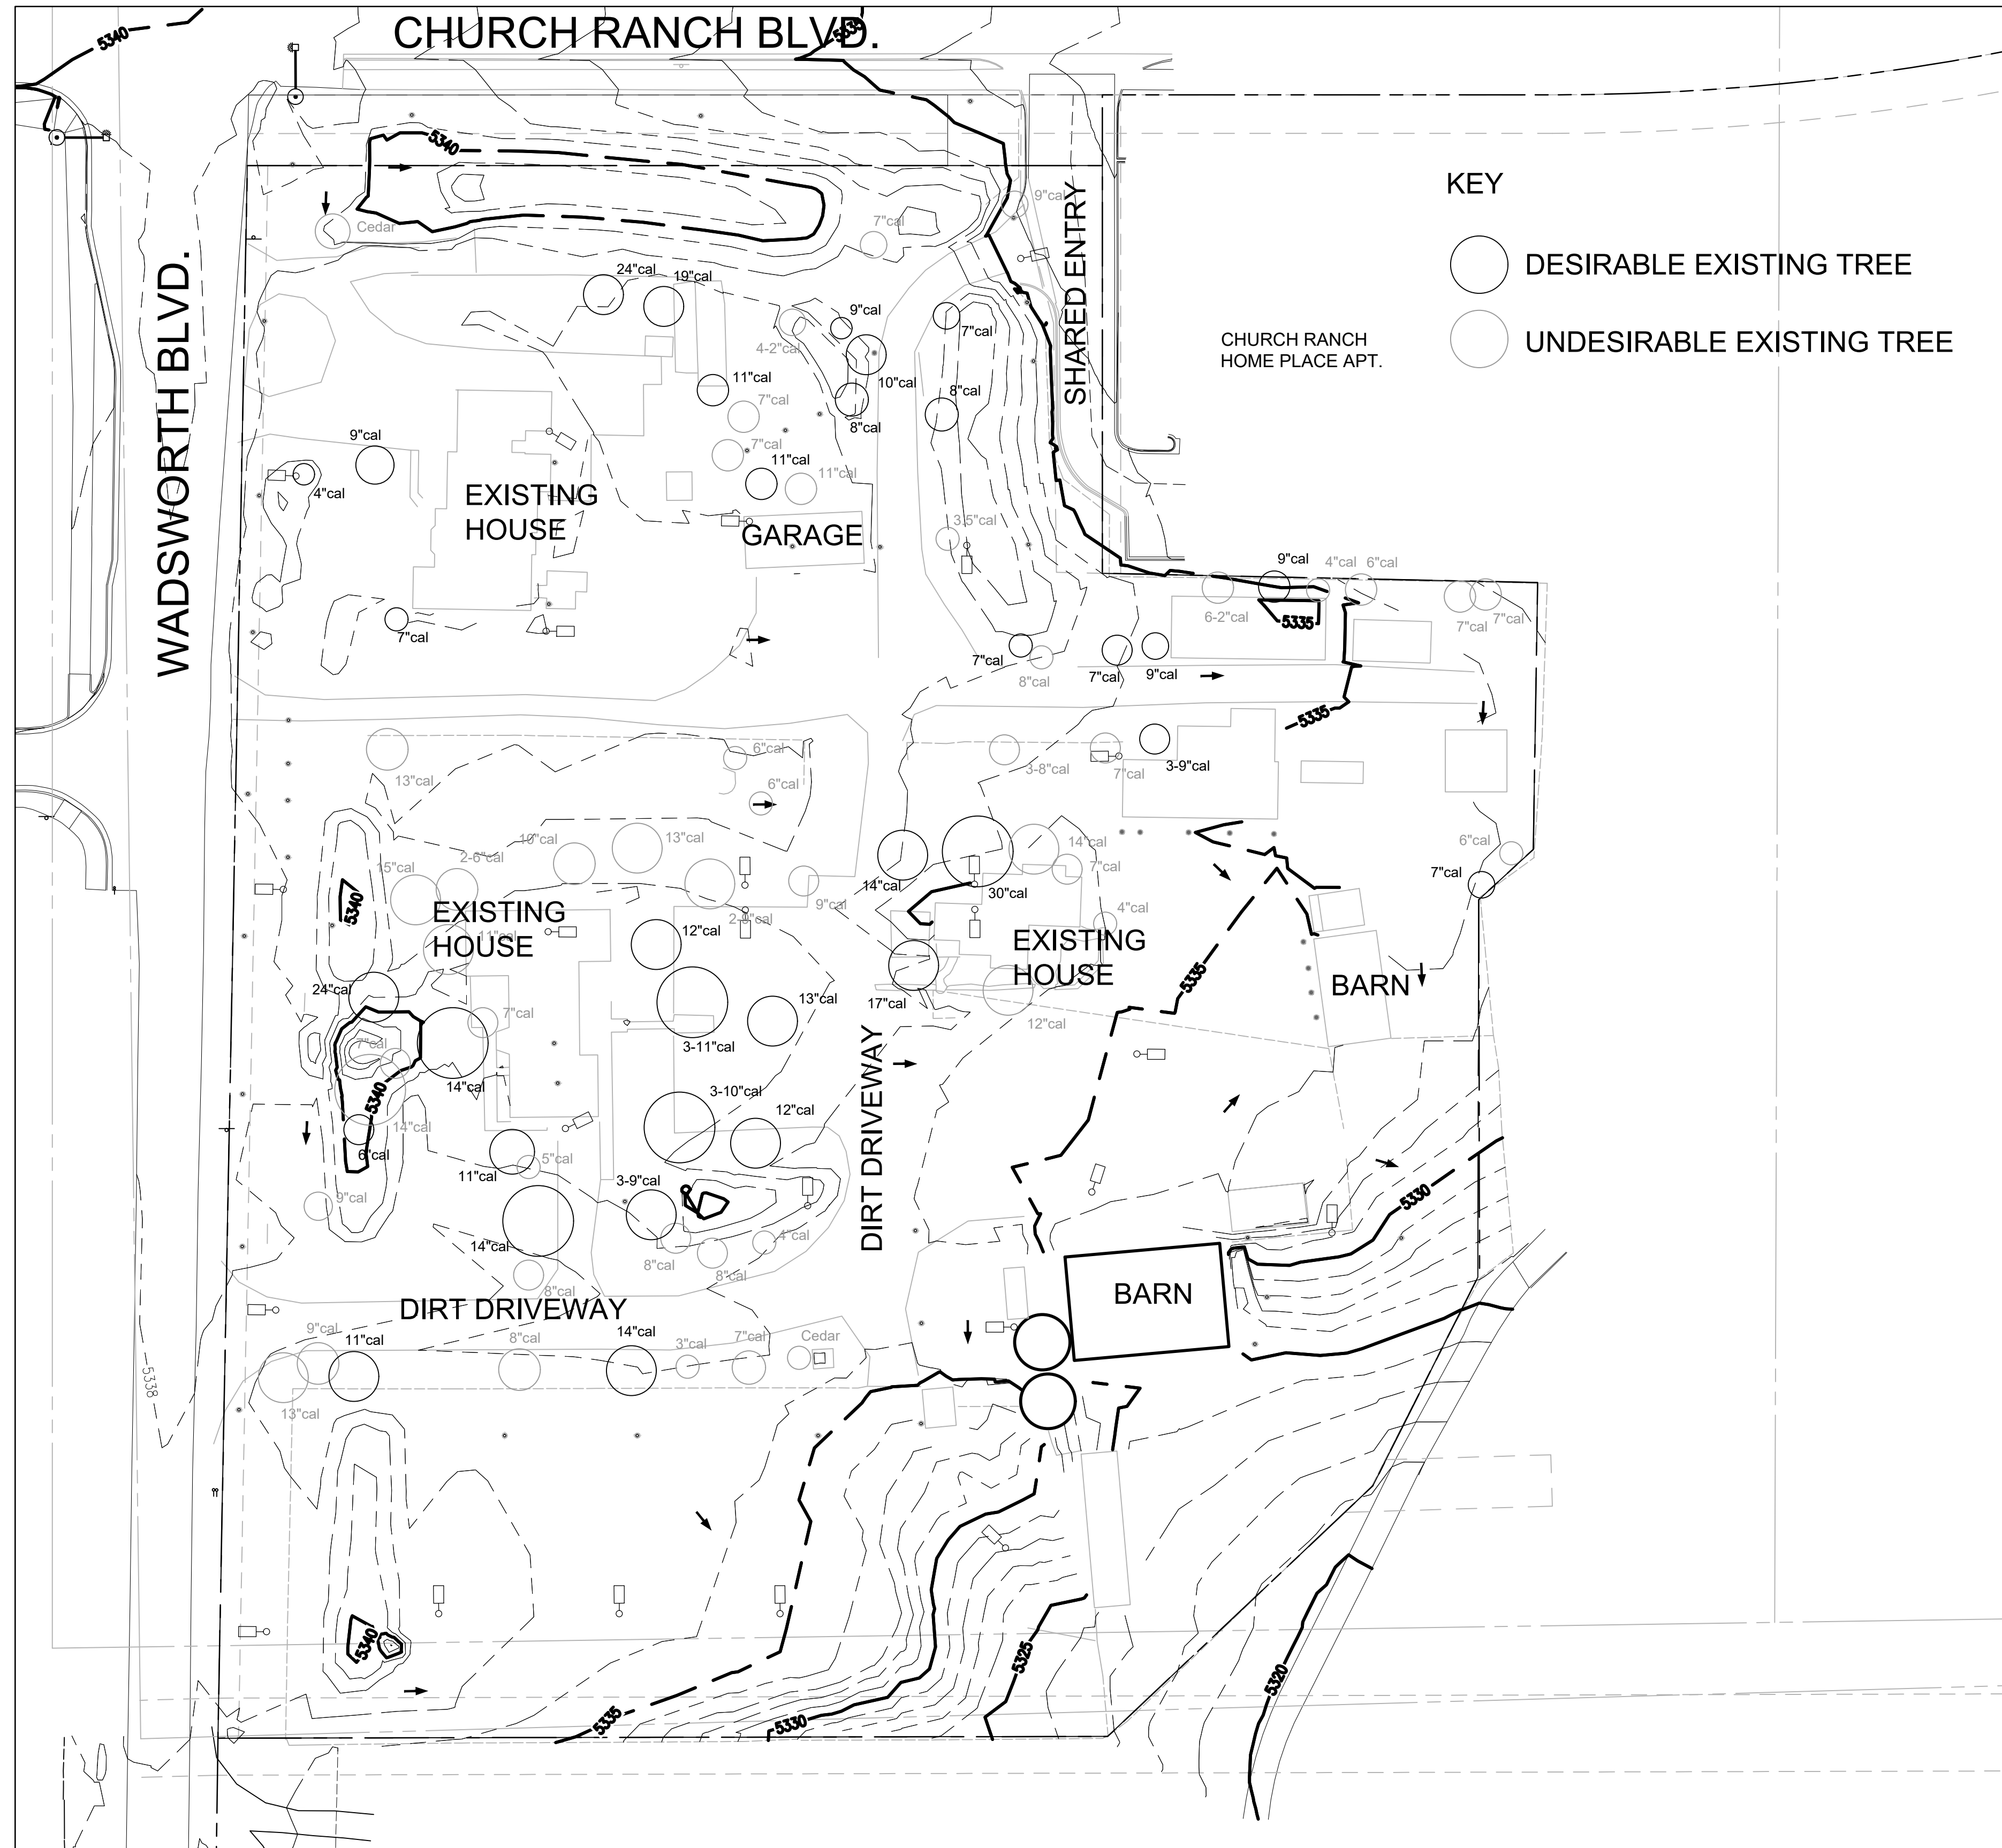 CHURCH RANCH BLVD.
5340
5335
5340
KEY
9"cal
Cedar
7"cal
WADSWORTH BLVD.
SHARED ENTRY
DESIRABLE EXISTING TREE
24"cal
19"cal
9"cal
7"cal
4-2"cal
CHURCH RANCH
HOME PLACE APT.
UNDESIRABLE EXISTING TREE
11"cal
10"cal
8"cal
7"cal
8"cal
9"cal
7"cal
11"cal
11"cal
4"cal
EXISTING
HOUSE
GARAGE
3.5"cal
9"cal
4"cal
6"cal
6-2"cal
5335
7"cal
7"cal
7"cal
7"cal
8"cal
7"cal
9"cal
5335
13"cal
6"cal
6"cal
3-8"cal
7"cal
3-9"cal
10"cal
13"cal
14"cal
6"cal
15"cal
2-6"cal
7"cal
7"cal
14"cal
30"cal
9"cal
5340
EXISTING
HOUSE
11"cal
12"cal
4"cal
EXISTING
HOUSE
5335
BARN
24"cal
7"cal
13"cal
17"cal
12"cal
7"cal
3-11"cal
14"cal
5340
3-10"cal
12"cal
14"cal
6"cal
DIRT DRIVEWAY
11"cal
5"cal
3-9"cal
9"cal
5330
14"cal
4"cal
8"cal
8"cal
8"cal
DIRT DRIVEWAY
BARN
9"cal
11"cal
8"cal
14"cal
3"cal
7"cal
Cedar
5338
13"cal
5340
5325
5320
5335
5330